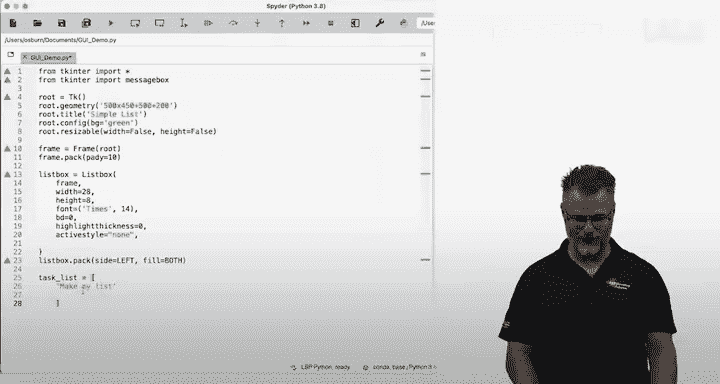 Spyder (Python 3.8)
/Users/osburn/Documents/GUI_Demo.py
GUI_Demo.py*
1 from tkinter import *
2 from tkinter import messagebox
3
4 root = Tk()
5 root.geometry('500x450+500+200')
6 root.title('Simple List')
7 root.config(bg='green')
8 root.resizable(width=False, height=False)
9
10 frame = Frame(root)
11 frame.pack(pady=10)
12
13 listbox = Listbox(
14 frame,
15 width=28,
16 height=8,
17 font=('Times', 14),
18 bd=0,
19 highlightthickness=0,
20 activestyle="none",
21
22 )
23 listbox.pack(side=LEFT, fill=BOTH)
24
25 task_list = [
26 'Make my list'
27
28 ]
/User
LSP Python, ready
conda, base, Python 3